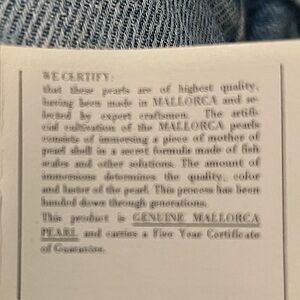 WE CERTIFY:
that these pearls are of highest quality,
having been made in MALLORCA and se-
lected by expert craftsmen. The artifi-
cial cultivation of the MALLORCA pearls
consists of immersing a piece of mother of
pearl shell in a secret formula made of fish
scales and other solutions. The amount of
immersions determines the quality, color
and luster of the pearl. This process has been
handed down through generations.
This product is GENUINE MALLORCA
PEARL and carries a Five Year Certificate
of Guarantee.